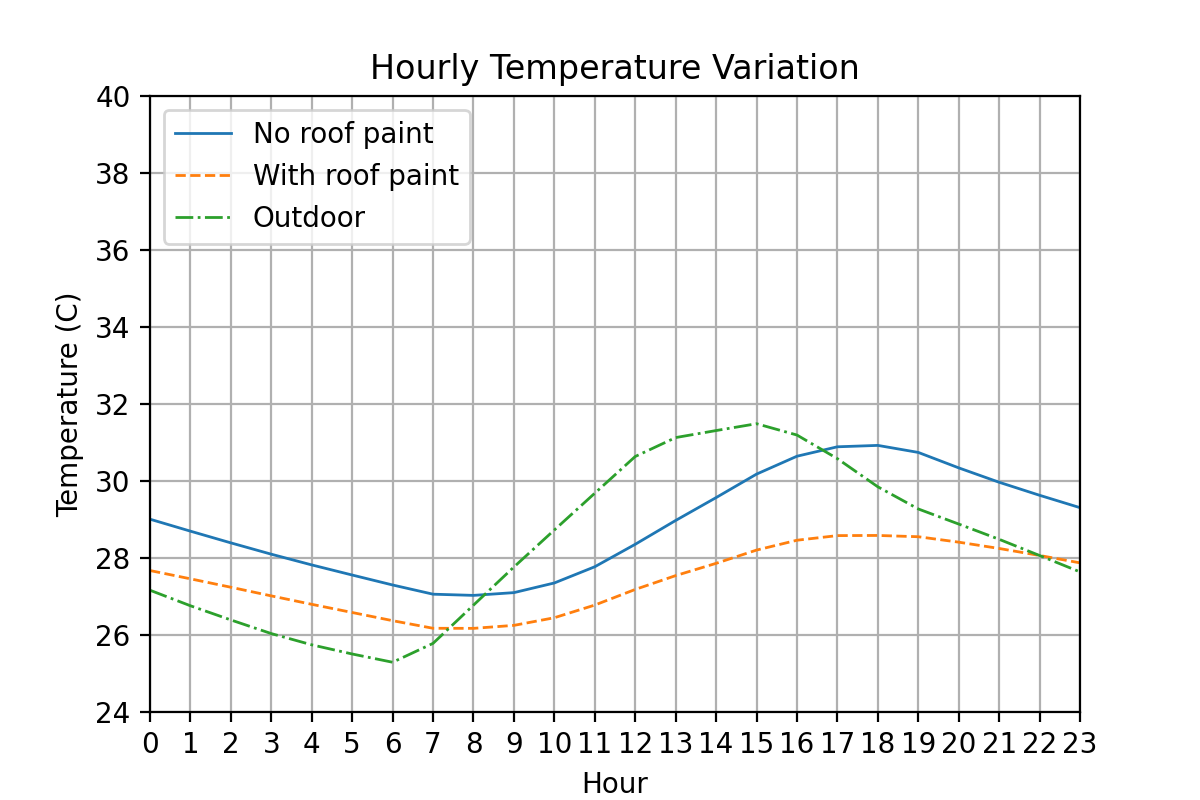 Hourly Temperature Variation
No roof paint
With roof paint
Outdoor
Temperature (C)
40
38
36
34
32
30
28
26
24
0 1 2 3 4 5 6 7 8 9 10 11 12 13 14 15 16 17 18 19 20 21 22 23
Hour